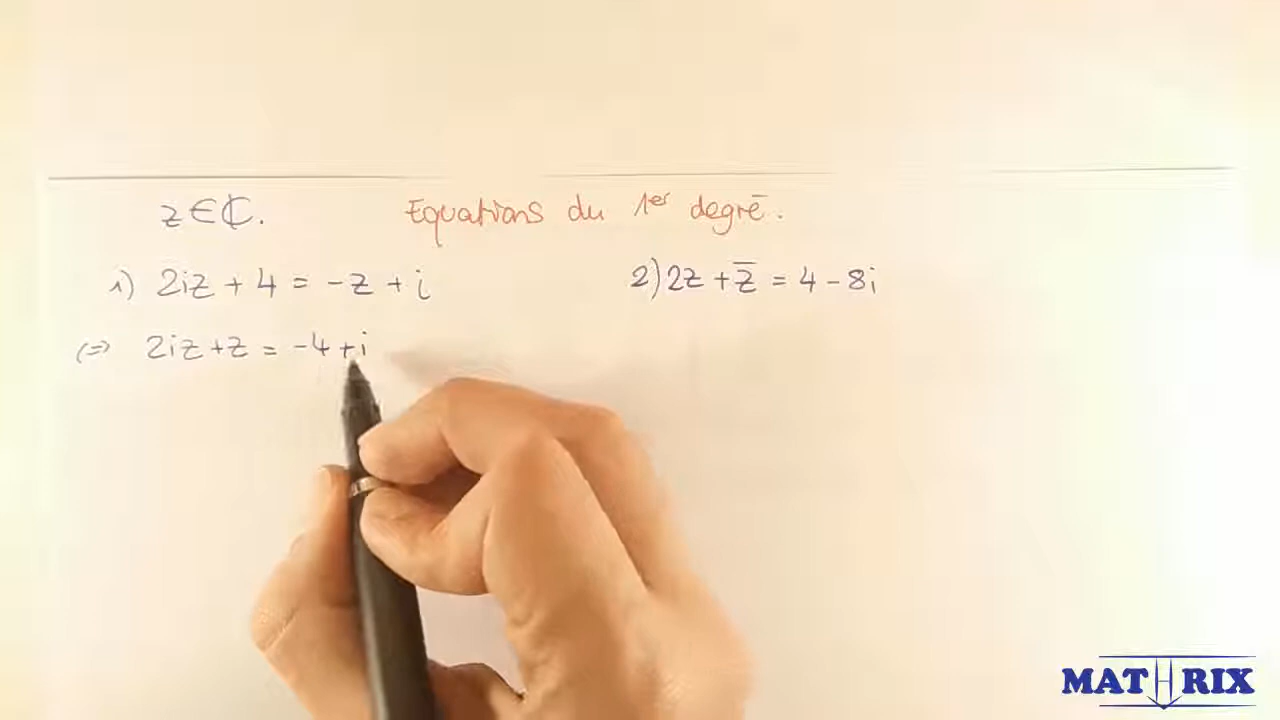 z∈ℂ. Equations du 1er degré.
1) 2iz + 4 = -z + i
2) 2z + z̅ = 4 - 8i
(=) 2iz + z = -4 + i
MATHRIX